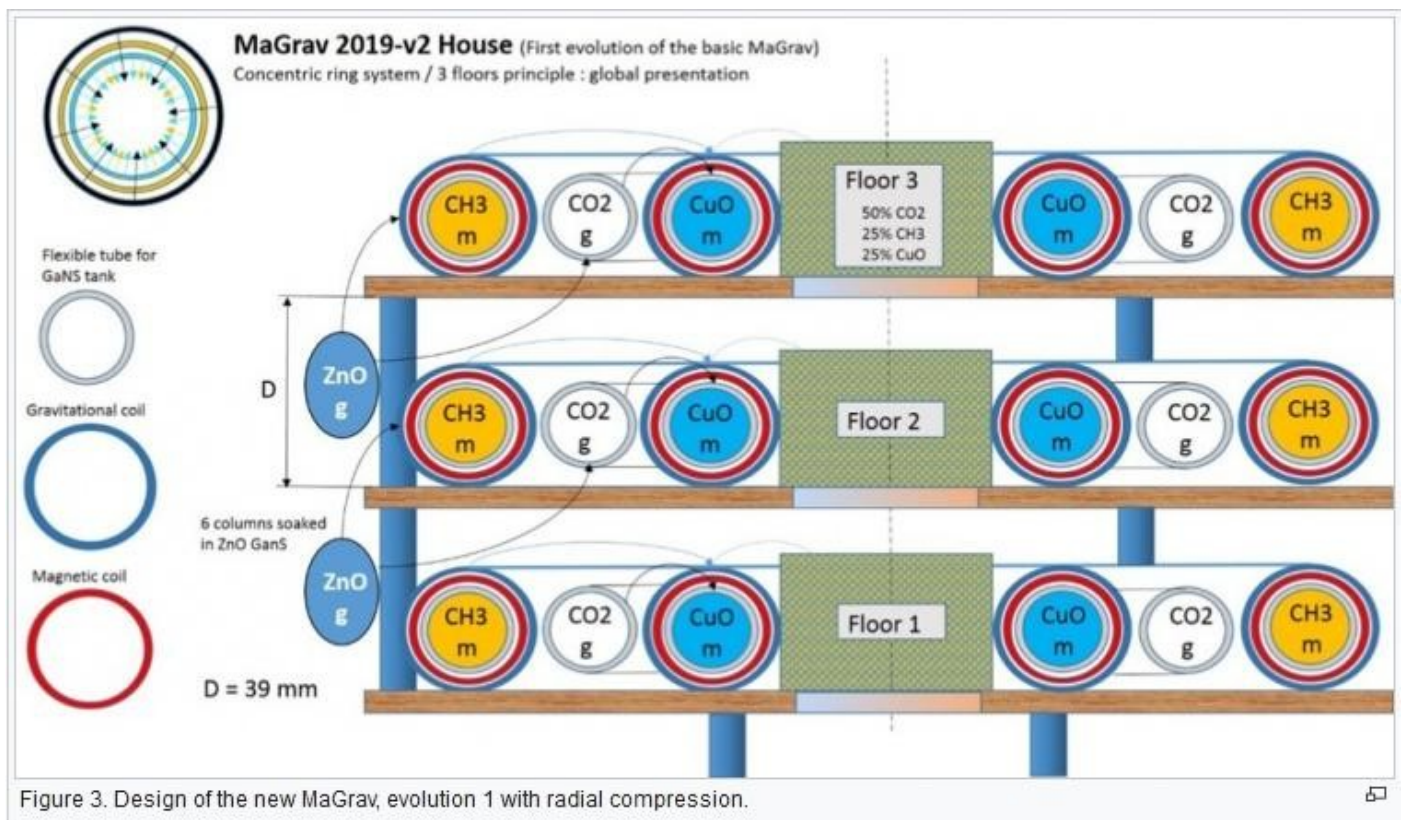 MaGrav 2019-v2 House (First evolution of the basic MaGrav)
Concentric ring system / 3 floors principle : global presentation
Flexible tube for
GaNS tank
Gravitational coil
Magnetic coil
CH3
m
CO2
g
CuO
m
Floor 3
50% CO2
25% CH3
25% CuO
CuO
m
CO2
g
CH3
m
D
ZnO
g
CH3
m
CO2
g
CuO
m
Floor 2
CuO
m
CO2
g
CH3
m
6 columns soaked
in ZnO GanS
ZnO
g
CH3
m
CO2
g
CuO
m
Floor 1
CuO
m
CO2
g
CH3
m
D = 39 mm
Figure 3. Design of the new MaGrav, evolution 1 with radial compression.